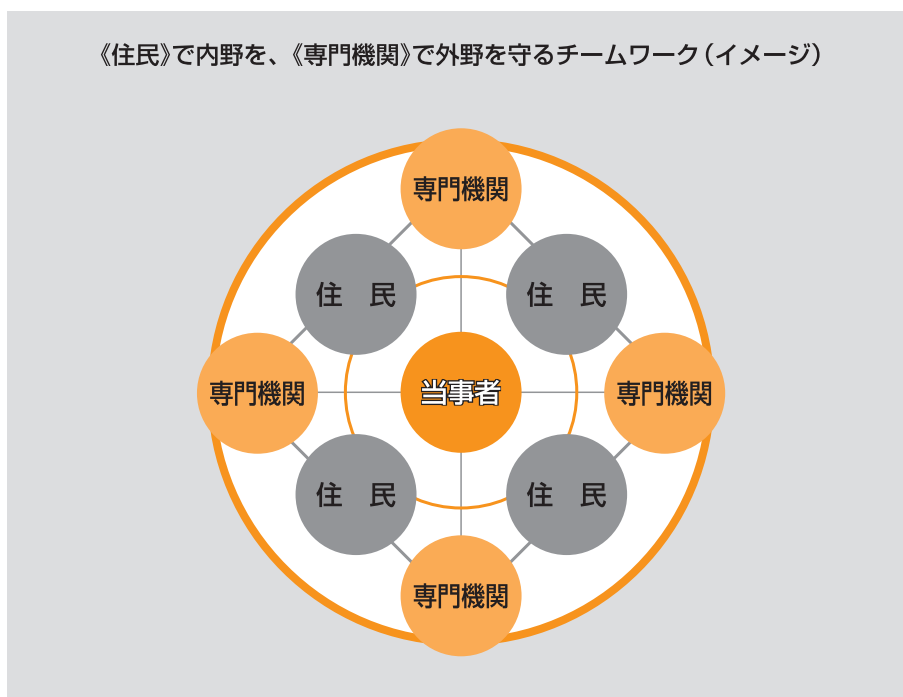 《住民》で内野を、《専門機関》で外野を守るチームワーク（イメージ）
専門機関
住　民
住　民
専門機関
当事者
専門機関
住　民
住　民
専門機関